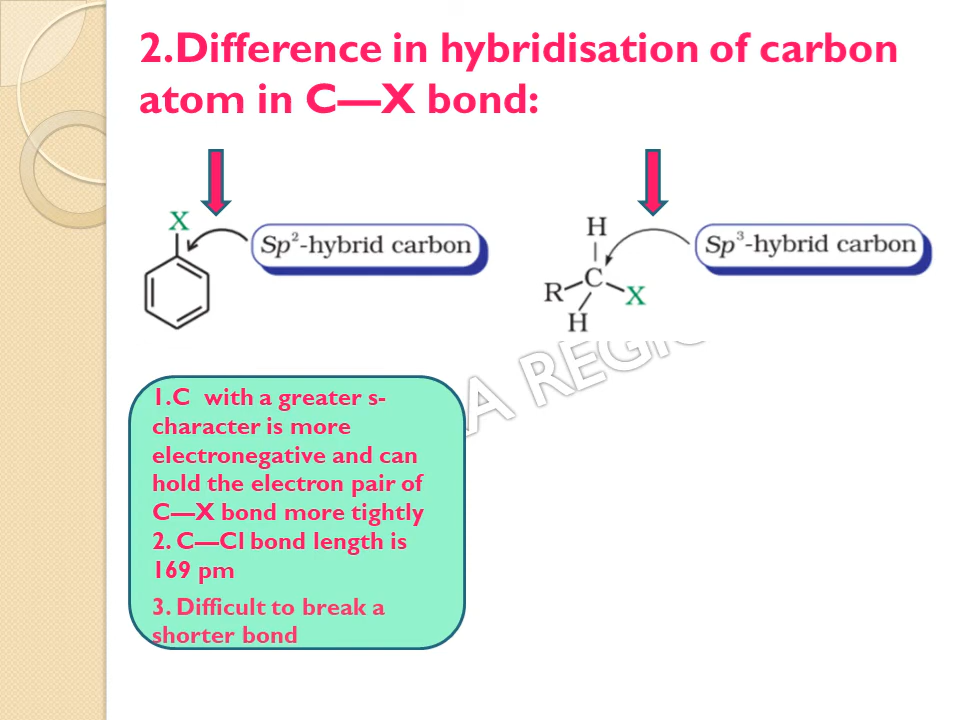 2.Difference in hybridisation of carbon
atom in C—X bond:
X
Sp²-hybrid carbon
H
Sp³-hybrid carbon
R C X
H
A REGI
1.C with a greater s-
character is more
electronegative and can
hold the electron pair of
C—X bond more tightly
2. C—Cl bond length is
169 pm
3. Difficult to break a
shorter bond